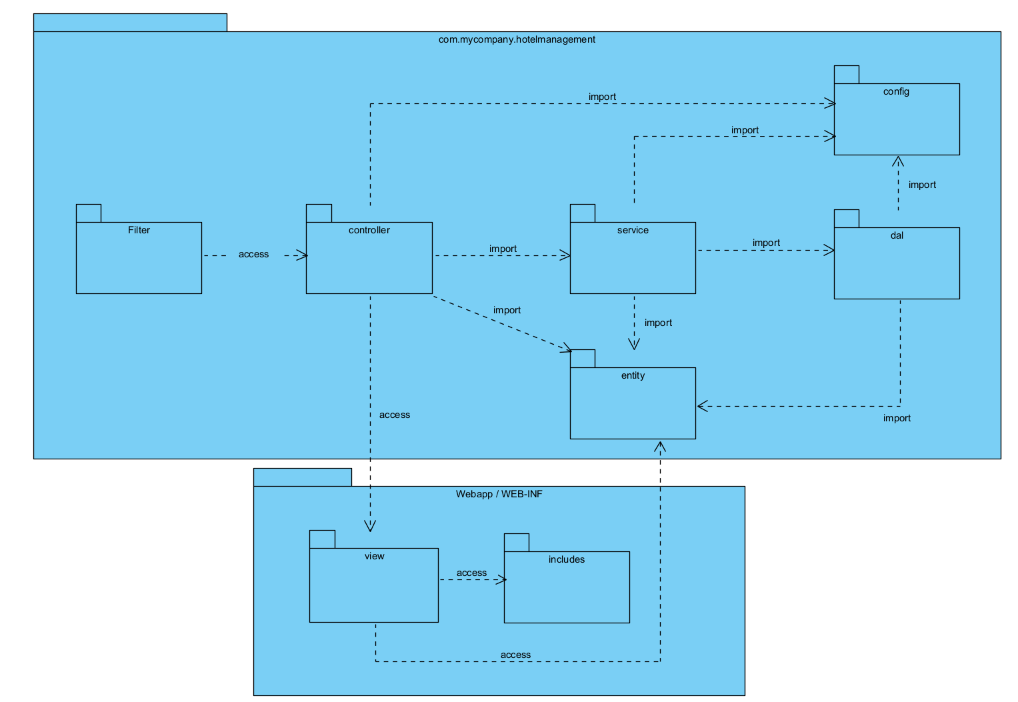 com.mycompany.hotelmanagement
config
import
import
import
Filter
controller
service
dal
access
import
import
import
import
entity
access
import
Webapp / WEB-INF
view
includes
access
access